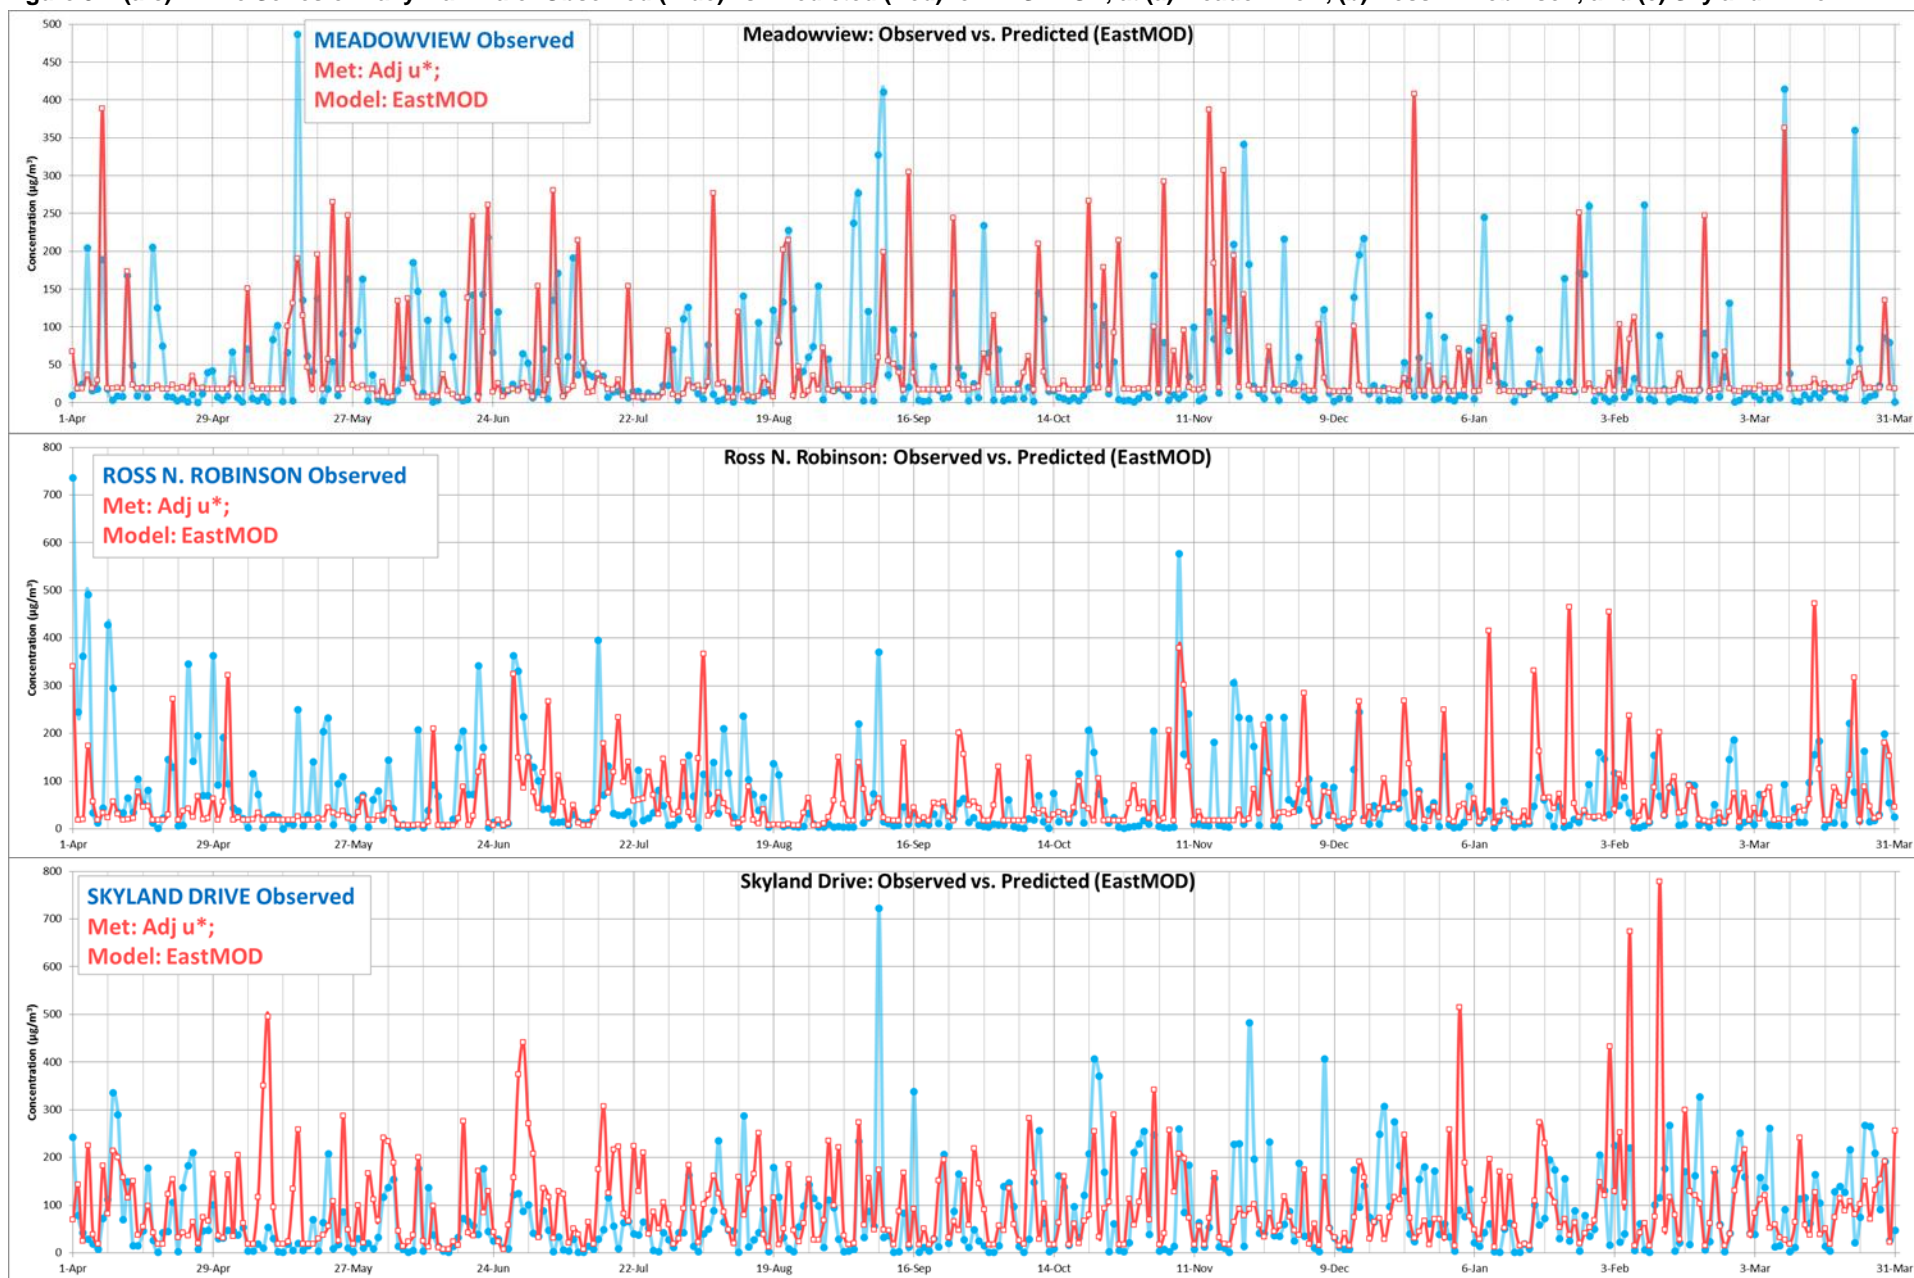 MEADOWVIEW Observed
Met: Adj u*;
Model: EastMOD
Meadowview: Observed vs. Predicted (EastMOD)
Concentration (µg/m³)
500
450
400
350
300
250
200
150
100
50
0
1-Apr 29-Apr 27-May 24-Jun 22-Jul 19-Aug 16-Sep 14-Oct 11-Nov 9-Dec 6-Jan 3-Feb 3-Mar 31-Mar
ROSS N. ROBINSON Observed
Met: Adj u*;
Model: EastMOD
Ross N. Robinson: Observed vs. Predicted (EastMOD)
Concentration (µg/m³)
800
700
600
500
400
300
200
100
0
1-Apr 29-Apr 27-May 24-Jun 22-Jul 19-Aug 16-Sep 14-Oct 11-Nov 9-Dec 6-Jan 3-Feb 3-Mar 31-Mar
SKYLAND DRIVE Observed
Met: Adj u*;
Model: EastMOD
Skyland Drive: Observed vs. Predicted (EastMOD)
Concentration (µg/m³)
800
700
600
500
400
300
200
100
0
1-Apr 29-Apr 27-May 24-Jun 22-Jul 19-Aug 16-Sep 14-Oct 11-Nov 9-Dec 6-Jan 3-Feb 3-Mar 31-Mar